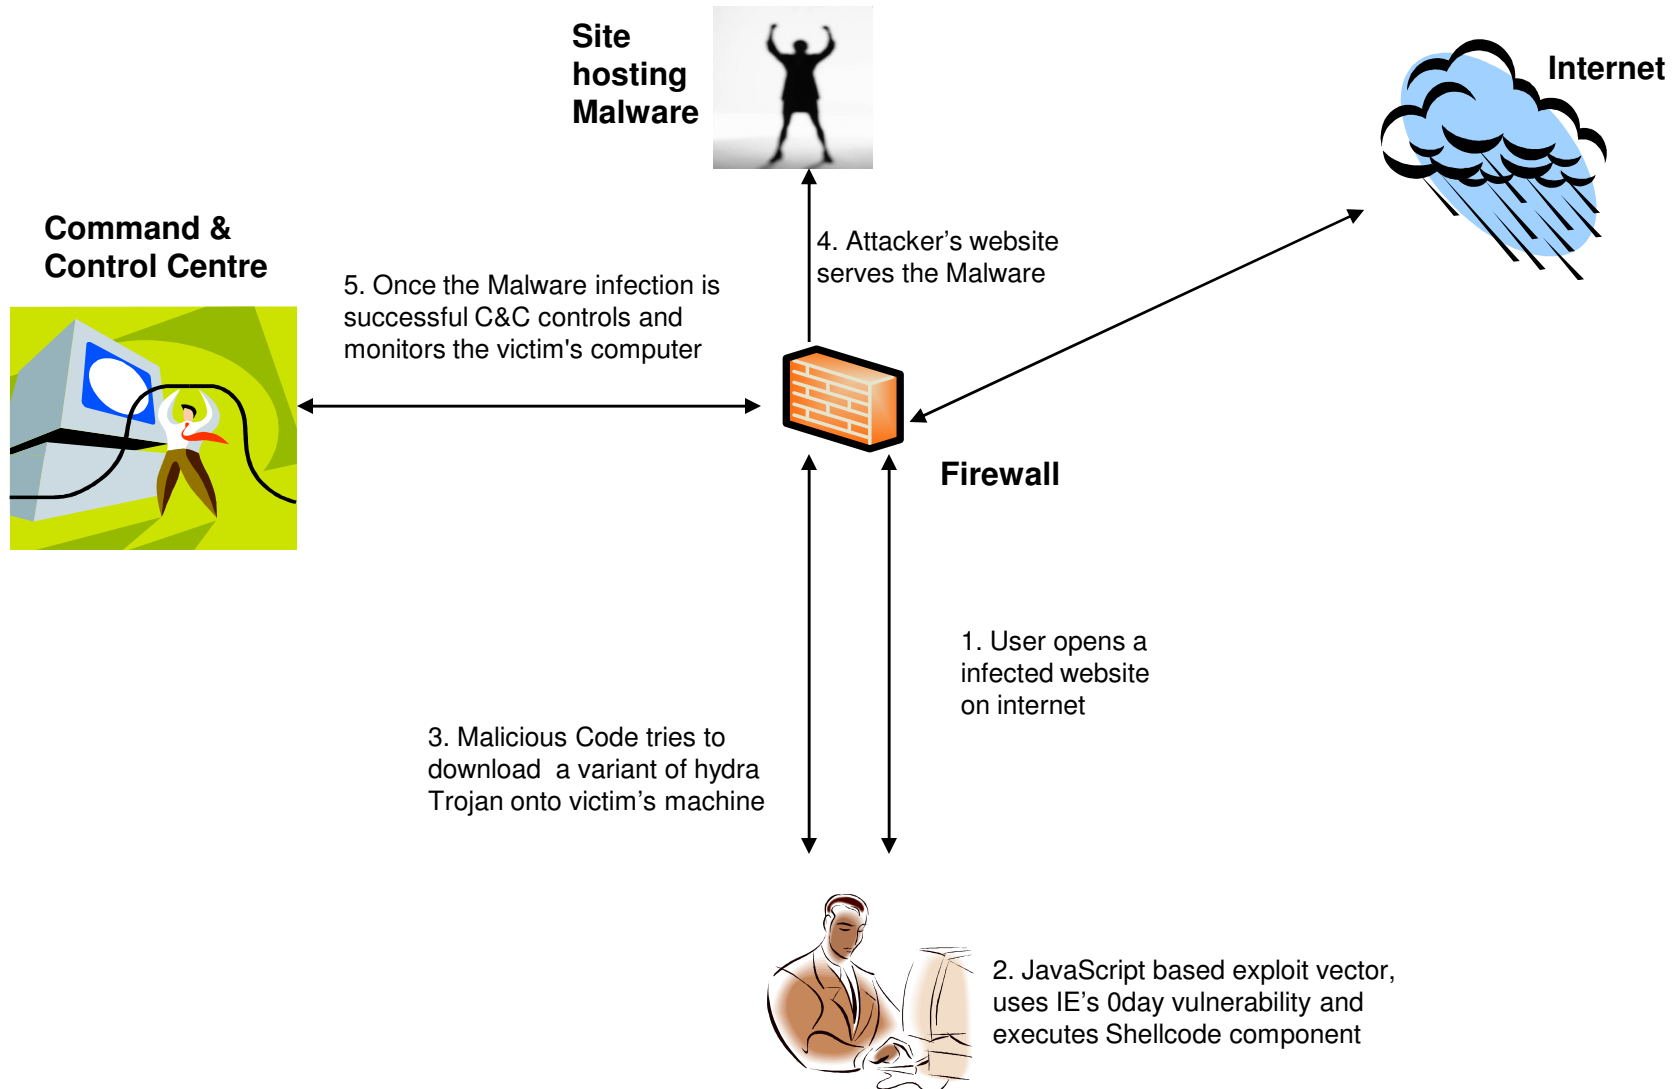 Site
hosting
Malware
Internet
Command &
Control Centre
4. Attacker’s website
serves the Malware
5. Once the Malware infection is
successful C&C controls and
monitors the victim's computer
Firewall
1. User opens a
infected website
on internet
3. Malicious Code tries to
download  a variant of hydra
Trojan onto victim’s machine
2. JavaScript based exploit vector,
uses IE’s 0day vulnerability and
executes Shellcode component